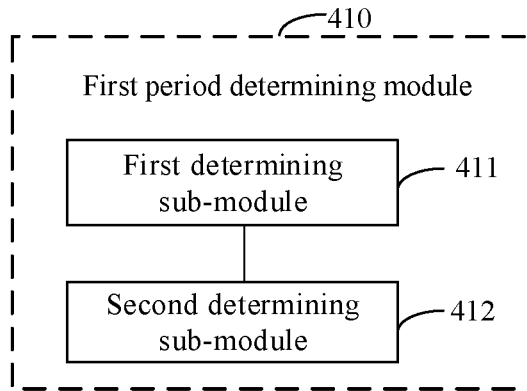 410
First period determining module
First determining
sub-module
411
Second determining
sub-module
412